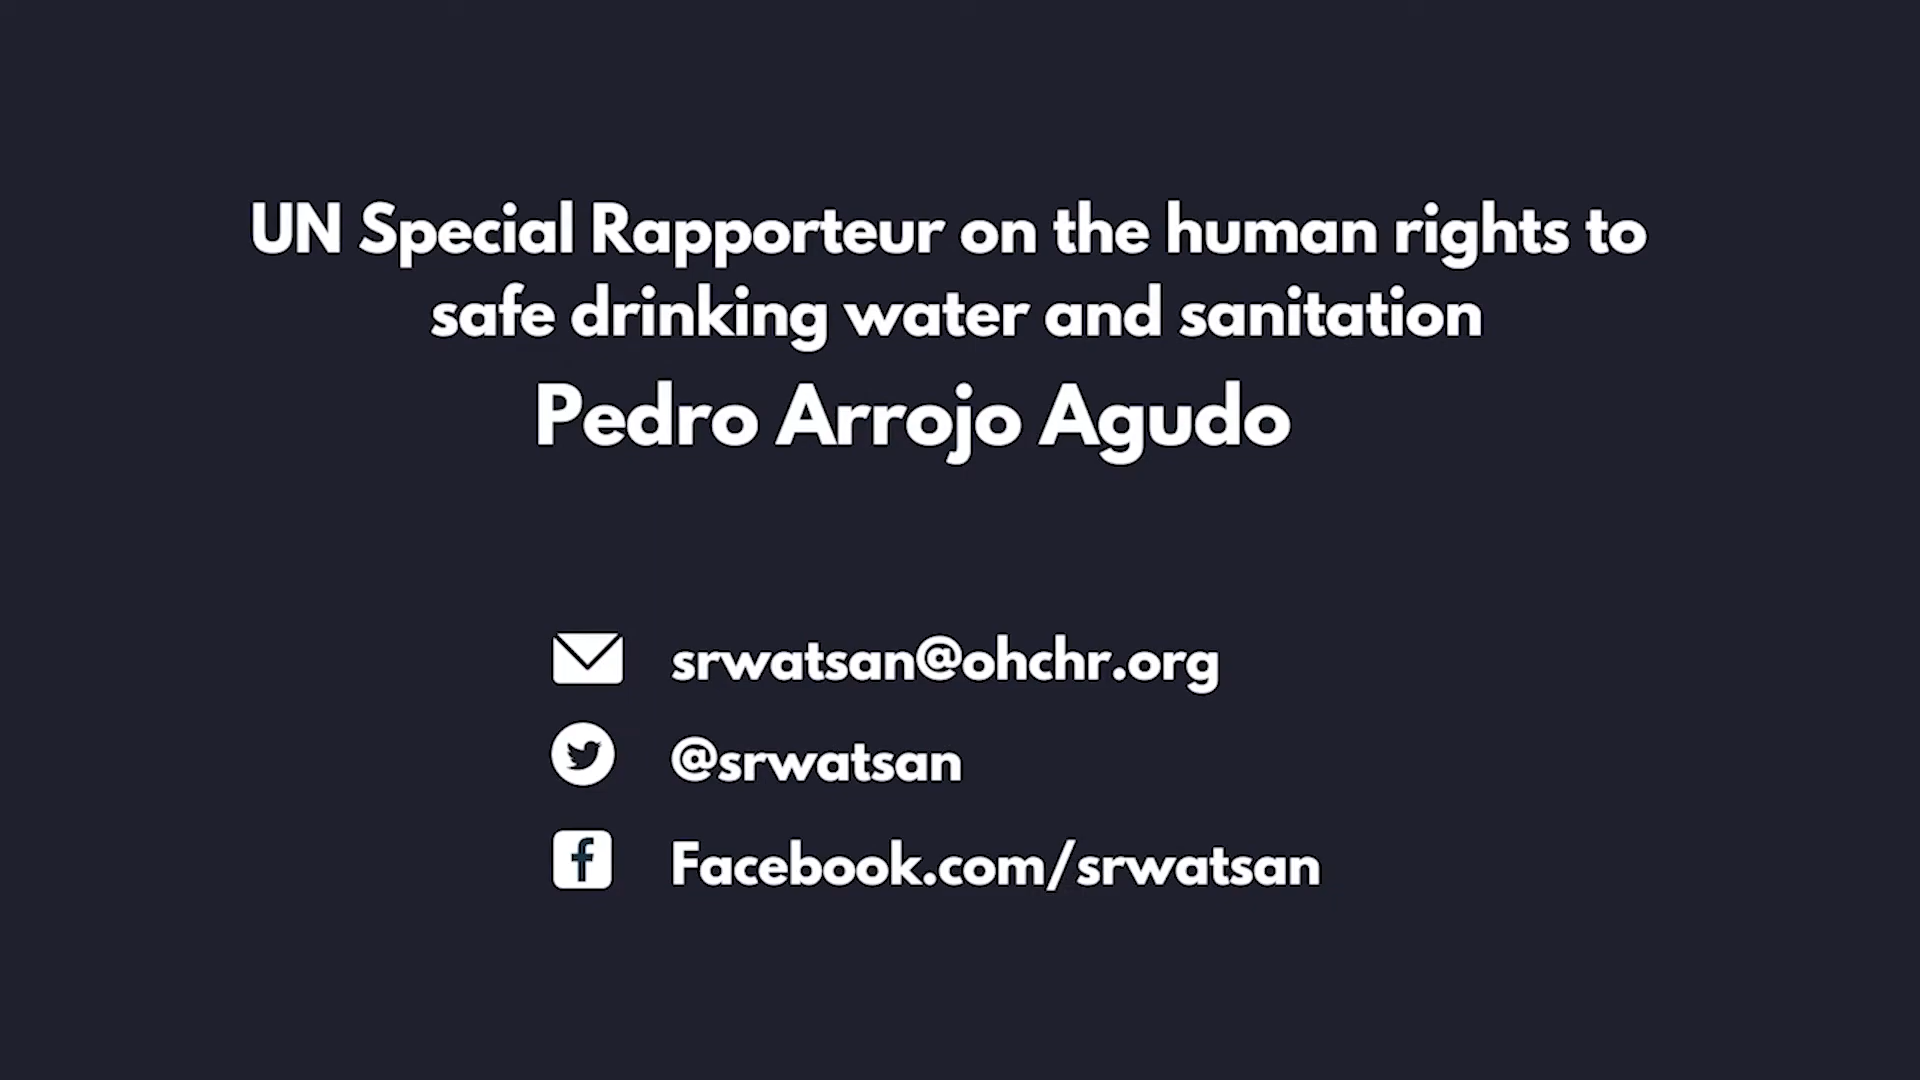 UN Special Rapporteur on the human rights to
safe drinking water and sanitation
Pedro Arrojo Agudo
srwatsan@ohchr.org
@srwatsan
Facebook.com/srwatsan